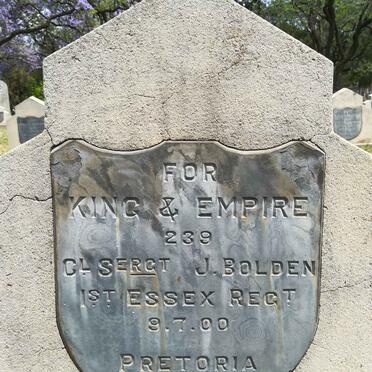 FOR
KING & EMPIRE
239
CL SERGT J. BOLDEN
1ST ESSEX REGT
9.7.00
PRETORIA